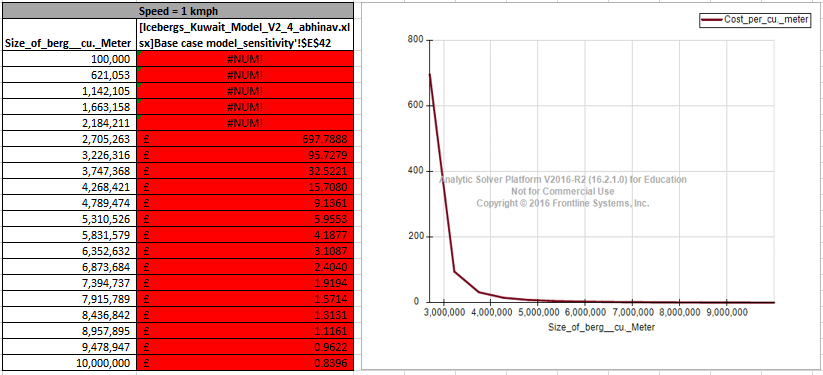 Speed = 1 kmph
Size_of_berg__cu._Meter
[Icebergs_Kuwait_Model_V2_4_abhinav.xl
sx]Base case model_sensitivity'!$E$42
100,000 #NUM!
621,053 #NUM!
1,142,105 #NUM!
1,663,158 #NUM!
2,184,211 #NUM!
2,705,263 £ 697.7888
3,226,316 £ 95.7279
3,747,368 £ 32.5221
4,268,421 £ 15.7080
4,789,474 £ 9.1361
5,310,526 £ 5.9553
5,831,579 £ 4.1877
6,352,632 £ 3.1087
6,873,684 £ 2.4040
7,394,737 £ 1.9194
7,915,789 £ 1.5714
8,436,842 £ 1.3131
8,957,895 £ 1.1161
9,478,947 £ 0.9622
10,000,000 £ 0.8396
Cost_per_cu._meter
800
600
400
200
0
Analytic Solver Platform V2016-R2 (16.2.1.0) for Education
Not for Commercial Use
Copyright © 2016 Frontline Systems, Inc.
3,000,000 4,000,000 5,000,000 6,000,000 7,000,000 8,000,000 9,000,000
Size_of_berg__cu._Meter